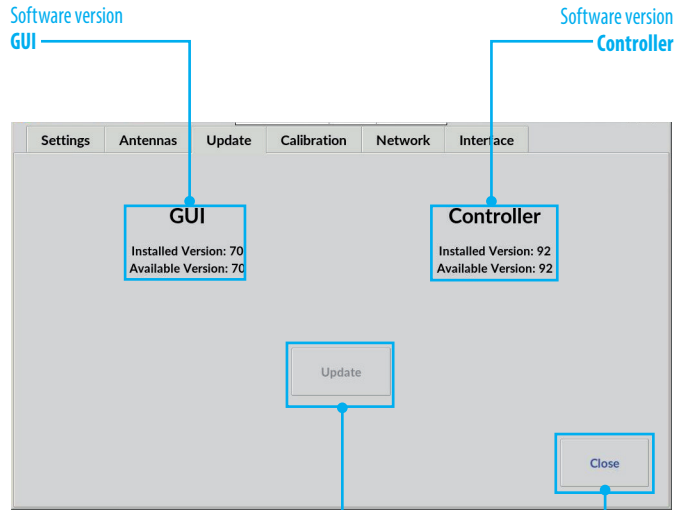 Software version
GUI
Software version
Controller
Settings
Antennas
Update
Calibration
Network
Interface
GUI
Installed Version: 70
Available Version: 70
Controller
Installed Version: 92
Available Version: 92
Update
Close